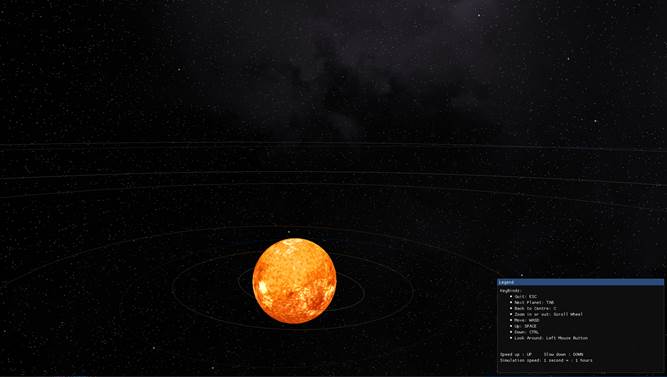 Legend
KeyBinds:
Quit: ESC
Next Planet: TAB
Back to Centre: C
Zoom in or out: Scroll Wheel
Move: WASD
Up: SPACE
Down: CTRL
Look Around: Left Mouse Button
Speed up : UP Slow down : DOWN
Simulation speed: 1 second = : 1 hours